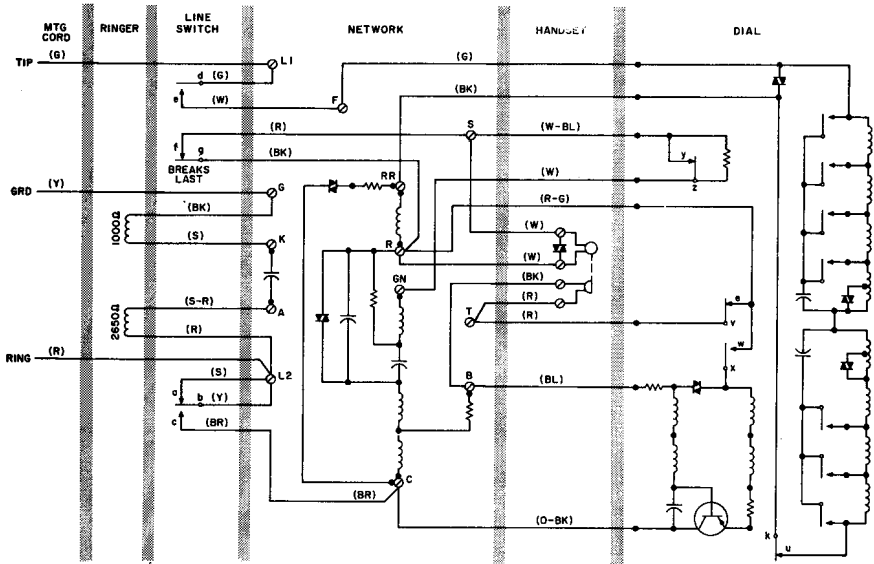 MTG CORD RINGER LINE SWITCH NETWORK HANDSET DIAL
TIP (G) L1 (G)
d (G)
e (W) F (BK)
f (R) S (W-BL)
g (BK)
BREAKS LAST
y
z
RR (W)
GRD (Y) G (R-G)
(BK)
1000Ω
(S) K
R (W)
(W)
GN (BK)
(S-R) A (R)
T (R)
e
v
2650Ω
(R)
w
x
RING (R) L2
(S)
a b (Y) B (BL)
c (BR)
(BR) C
(O-BK)
k
u